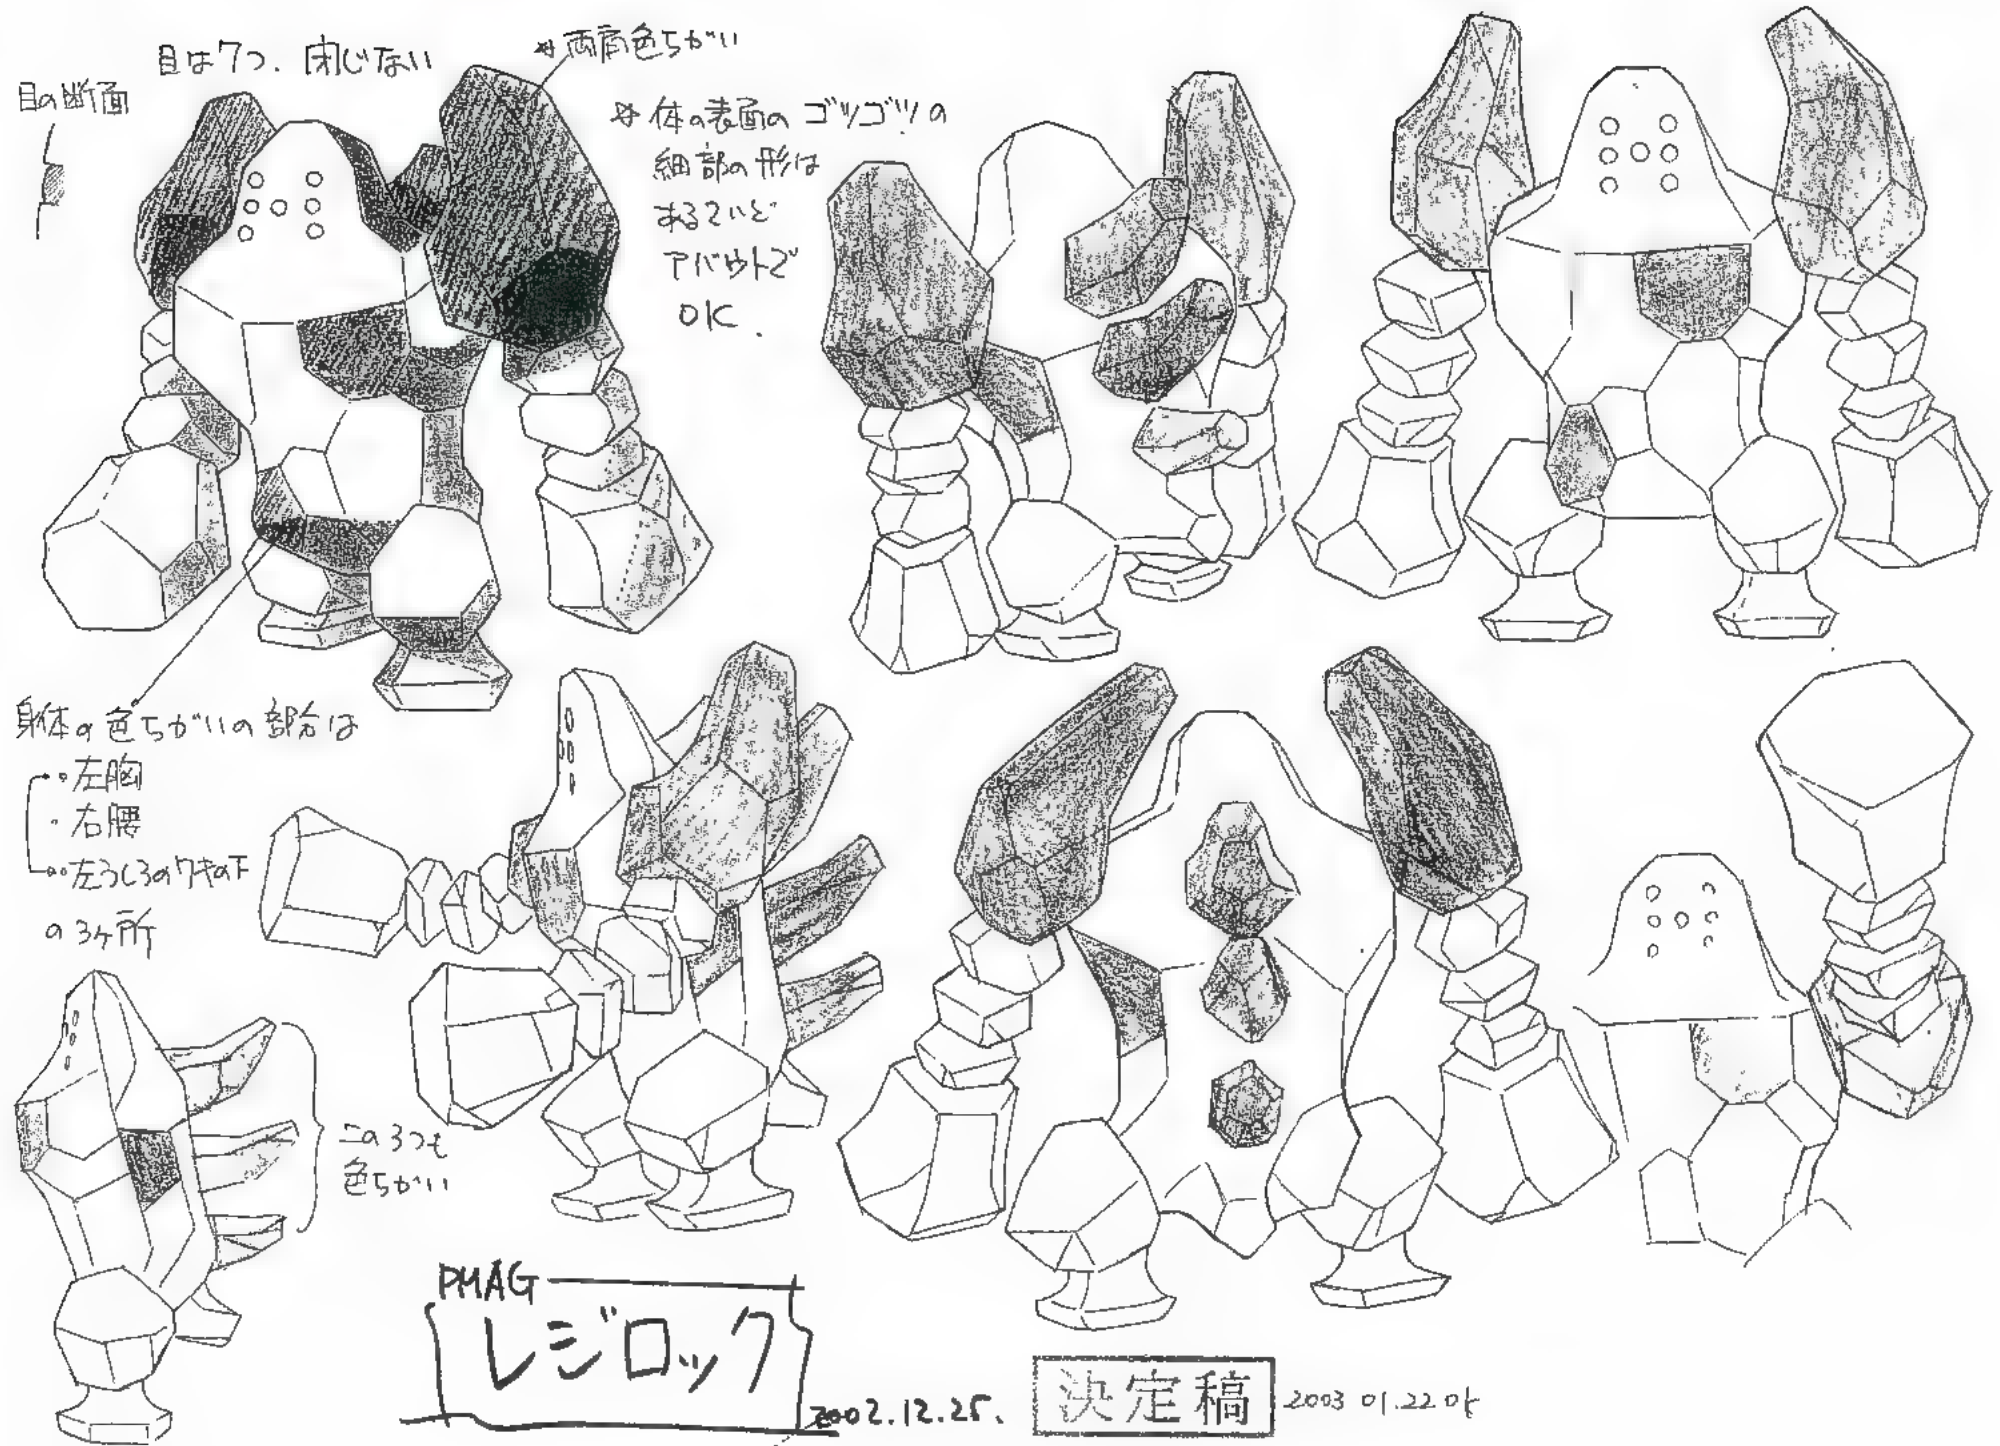 目の断面
目は7つ、閉じない
*両肩色ちがい
*体の表面のゴツゴツの
細部の形は
あるていど
アバウトで
OK.
身体の色ちがいの部分は
・左胸
・右腰
・左うしろのワキの下
の3ヶ所
この3つも
色ちがい
PMAG
レジロック
2002.12.25.
決定稿
2003 01.22 OK